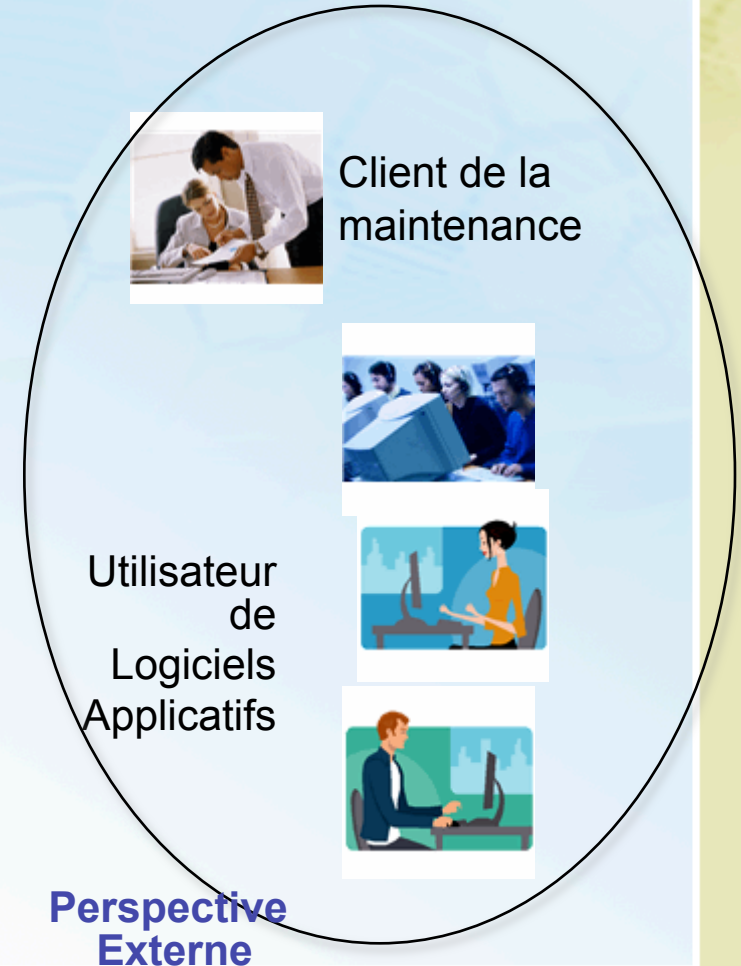 Client de la
maintenance
Utilisateur
de
Logiciels
Applicatifs
Perspective
Externe